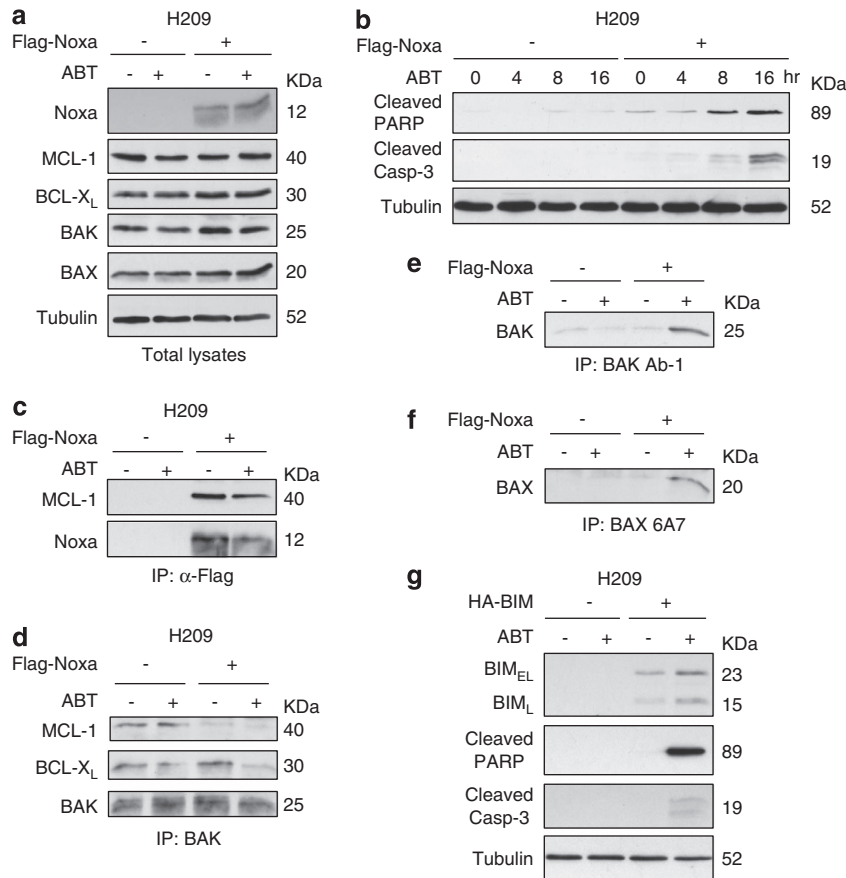 a
H209
Flag-Noxa - +
ABT - + - + KDa
Noxa 12
MCL-1 40
BCL-XL 30
BAK 25
BAX 20
Tubulin 52
Total lysates
b
H209
Flag-Noxa - +
ABT 0 4 8 16 0 4 8 16 hr KDa
Cleaved
PARP 89
Cleaved
Casp-3 19
Tubulin 52
c
H209
Flag-Noxa - +
ABT - + - + KDa
MCL-1 40
Noxa 12
IP: α-Flag
d
H209
Flag-Noxa - +
ABT - + - + KDa
MCL-1 40
BCL-XL 30
BAK 25
IP: BAK
e
Flag-Noxa - +
ABT - + - + KDa
BAK 25
IP: BAK Ab-1
f
Flag-Noxa - +
ABT - + - + KDa
BAX 20
IP: BAX 6A7
g
H209
HA-BIM - +
ABT - + - + KDa
BIMEL 23
BIML 15
Cleaved
PARP 89
Cleaved
Casp-3 19
Tubulin 52